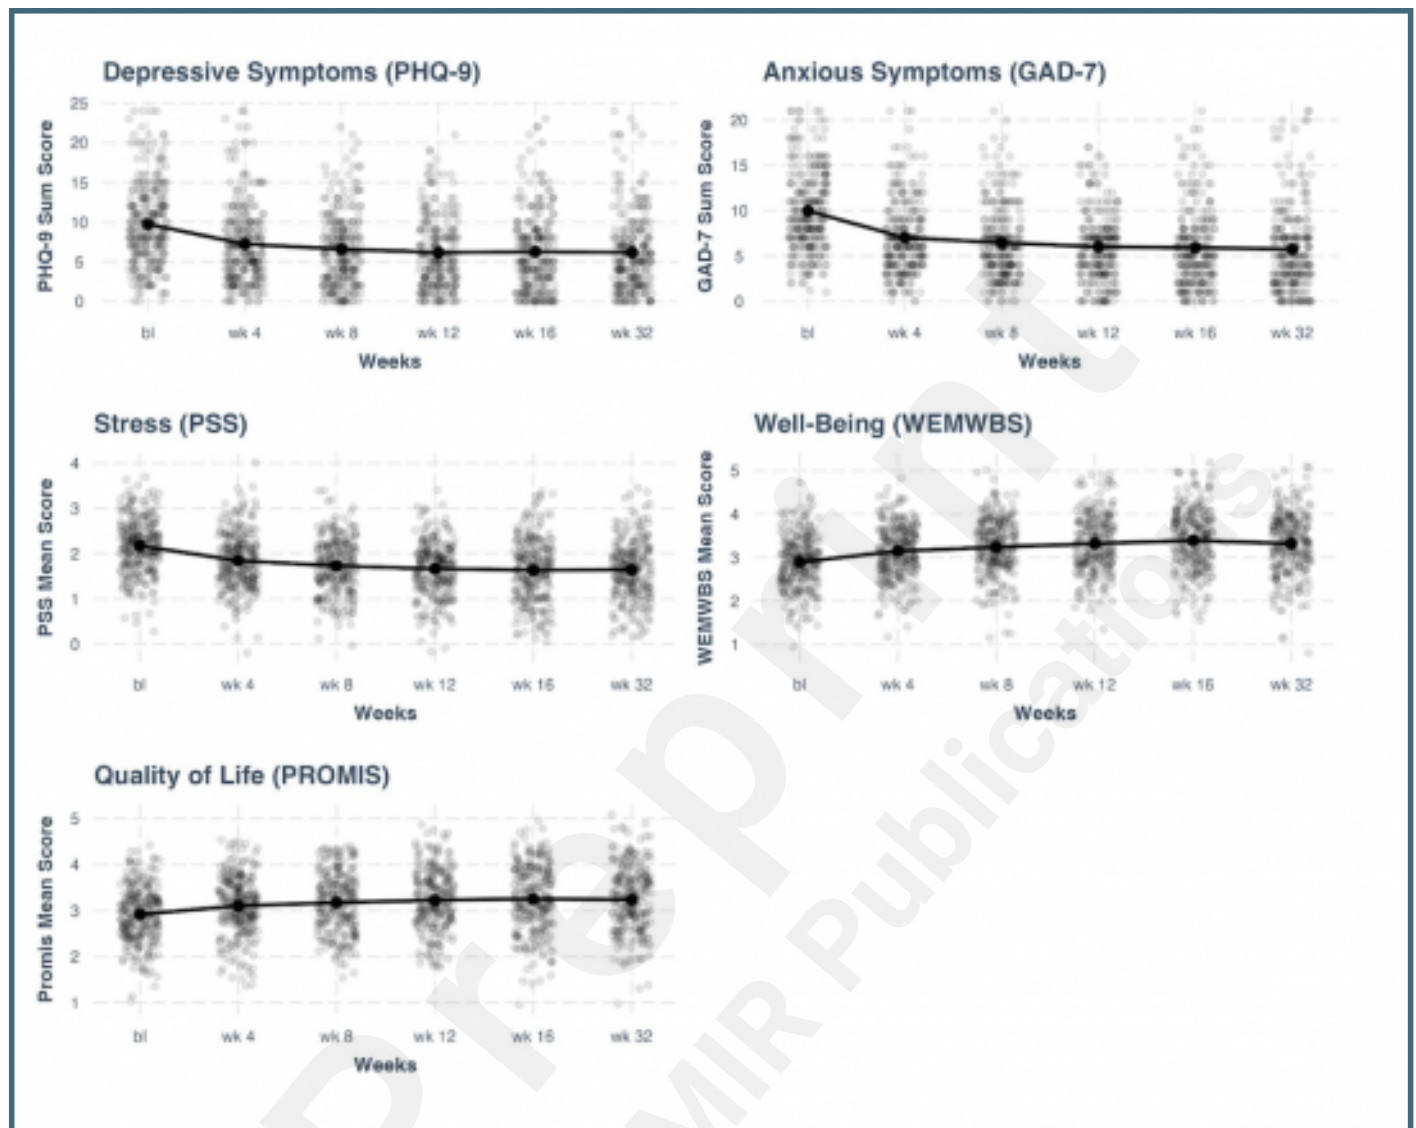 Depressive Symptoms (PHQ-9)
PHQ-9 Sum Score
25
20
15
10
5
0
bl wk 4 wk 8 wk 12 wk 16 wk 32
Weeks
Anxious Symptoms (GAD-7)
GAD-7 Sum Score
20
15
10
5
0
bl wk 4 wk 8 wk 12 wk 16 wk 32
Weeks
Stress (PSS)
PSS Mean Score
4
3
2
1
0
bl wk 4 wk 8 wk 12 wk 16 wk 32
Weeks
Well-Being (WEMWBS)
WEMWBS Mean Score
5
4
3
2
1
bl wk 4 wk 8 wk 12 wk 16 wk 32
Weeks
Quality of Life (PROMIS)
Promis Mean Score
5
4
3
2
1
bl wk 4 wk 8 wk 12 wk 16 wk 32
Weeks
Preprint
MIR Publications